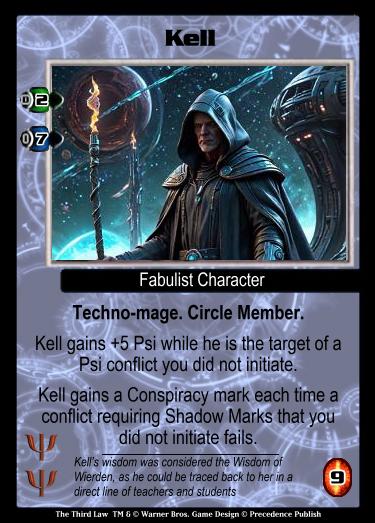 Kell
2
7
Fabulist Character
Techno-mage. Circle Member.
Kell gains +5 Psi while he is the target of a
Psi conflict you did not initiate.
Kell gains a Conspiracy mark each time a
conflict requiring Shadow Marks that you
did not initiate fails.
Kell's wisdom was considered the Wisdom of
Wierden, as he could be traced back to her in a
direct line of teachers and students
9
The Third Law TM & © Warner Bros. Game Design © Precedence Publish